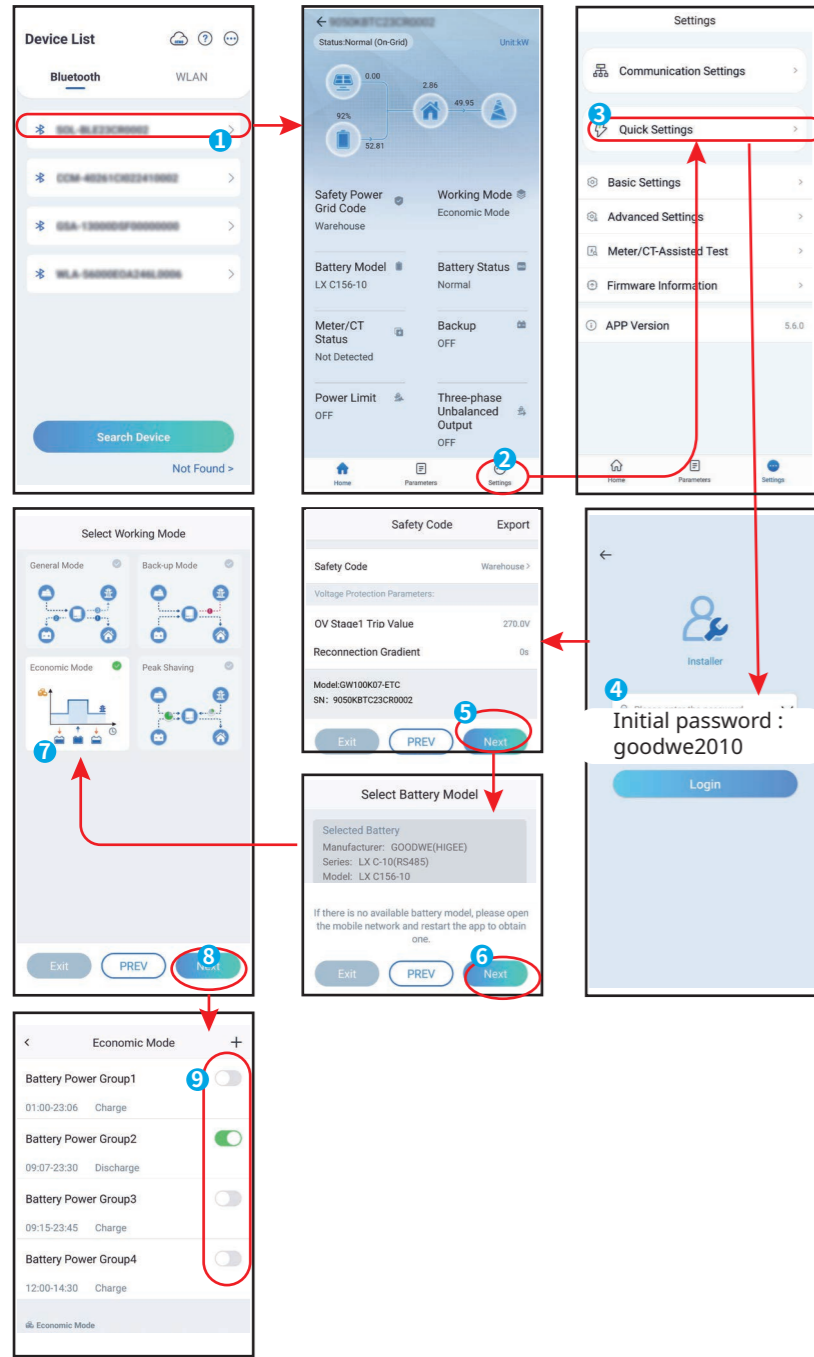 Device List
Bluetooth WLAN
1
Search Device
Not Found >
Status:Normal (On-Grid) Unit:kW
0.00
2.86
49.95
92%
52.81
Safety Power Grid Code
Warehouse
Working Mode
Economic Mode
Battery Model
LX C156-10
Battery Status
Normal
Meter/CT Status
Not Detected
Backup
OFF
Power Limit
OFF
Three-phase Unbalanced Output
OFF
2
Home Parameters Settings
Settings
Communication Settings
3
Quick Settings
Basic Settings
Advanced Settings
Meter/CT-Assisted Test
Firmware Information
APP Version 5.6.0
Home Parameters Settings
Select Working Mode
General Mode Back-up Mode
Economic Mode Peak Shaving
7
8
Exit PREV Next
Safety Code Export
Safety Code Warehouse >
Voltage Protection Parameters:
OV Stage1 Trip Value 270.0V
Reconnection Gradient 0s
Model:GW100K07-ETC
SN: 9050KBTC23CR0002
5
Exit PREV Next
Select Battery Model
Selected Battery
Manufacturer: GOODWE(HIGEE)
Series: LX C-10(RS485)
Model: LX C156-10
If there is no available battery model, please open
the mobile network and restart the app to obtain
one.
6
Exit PREV Next
Installer
4
Initial password :
goodwe2010
Login
< Economic Mode +
Battery Power Group1 9
01:00-23:06 Charge
Battery Power Group2
09:07-23:30 Discharge
Battery Power Group3
09:15-23:45 Charge
Battery Power Group4
12:00-14:30 Charge
Economic Mode